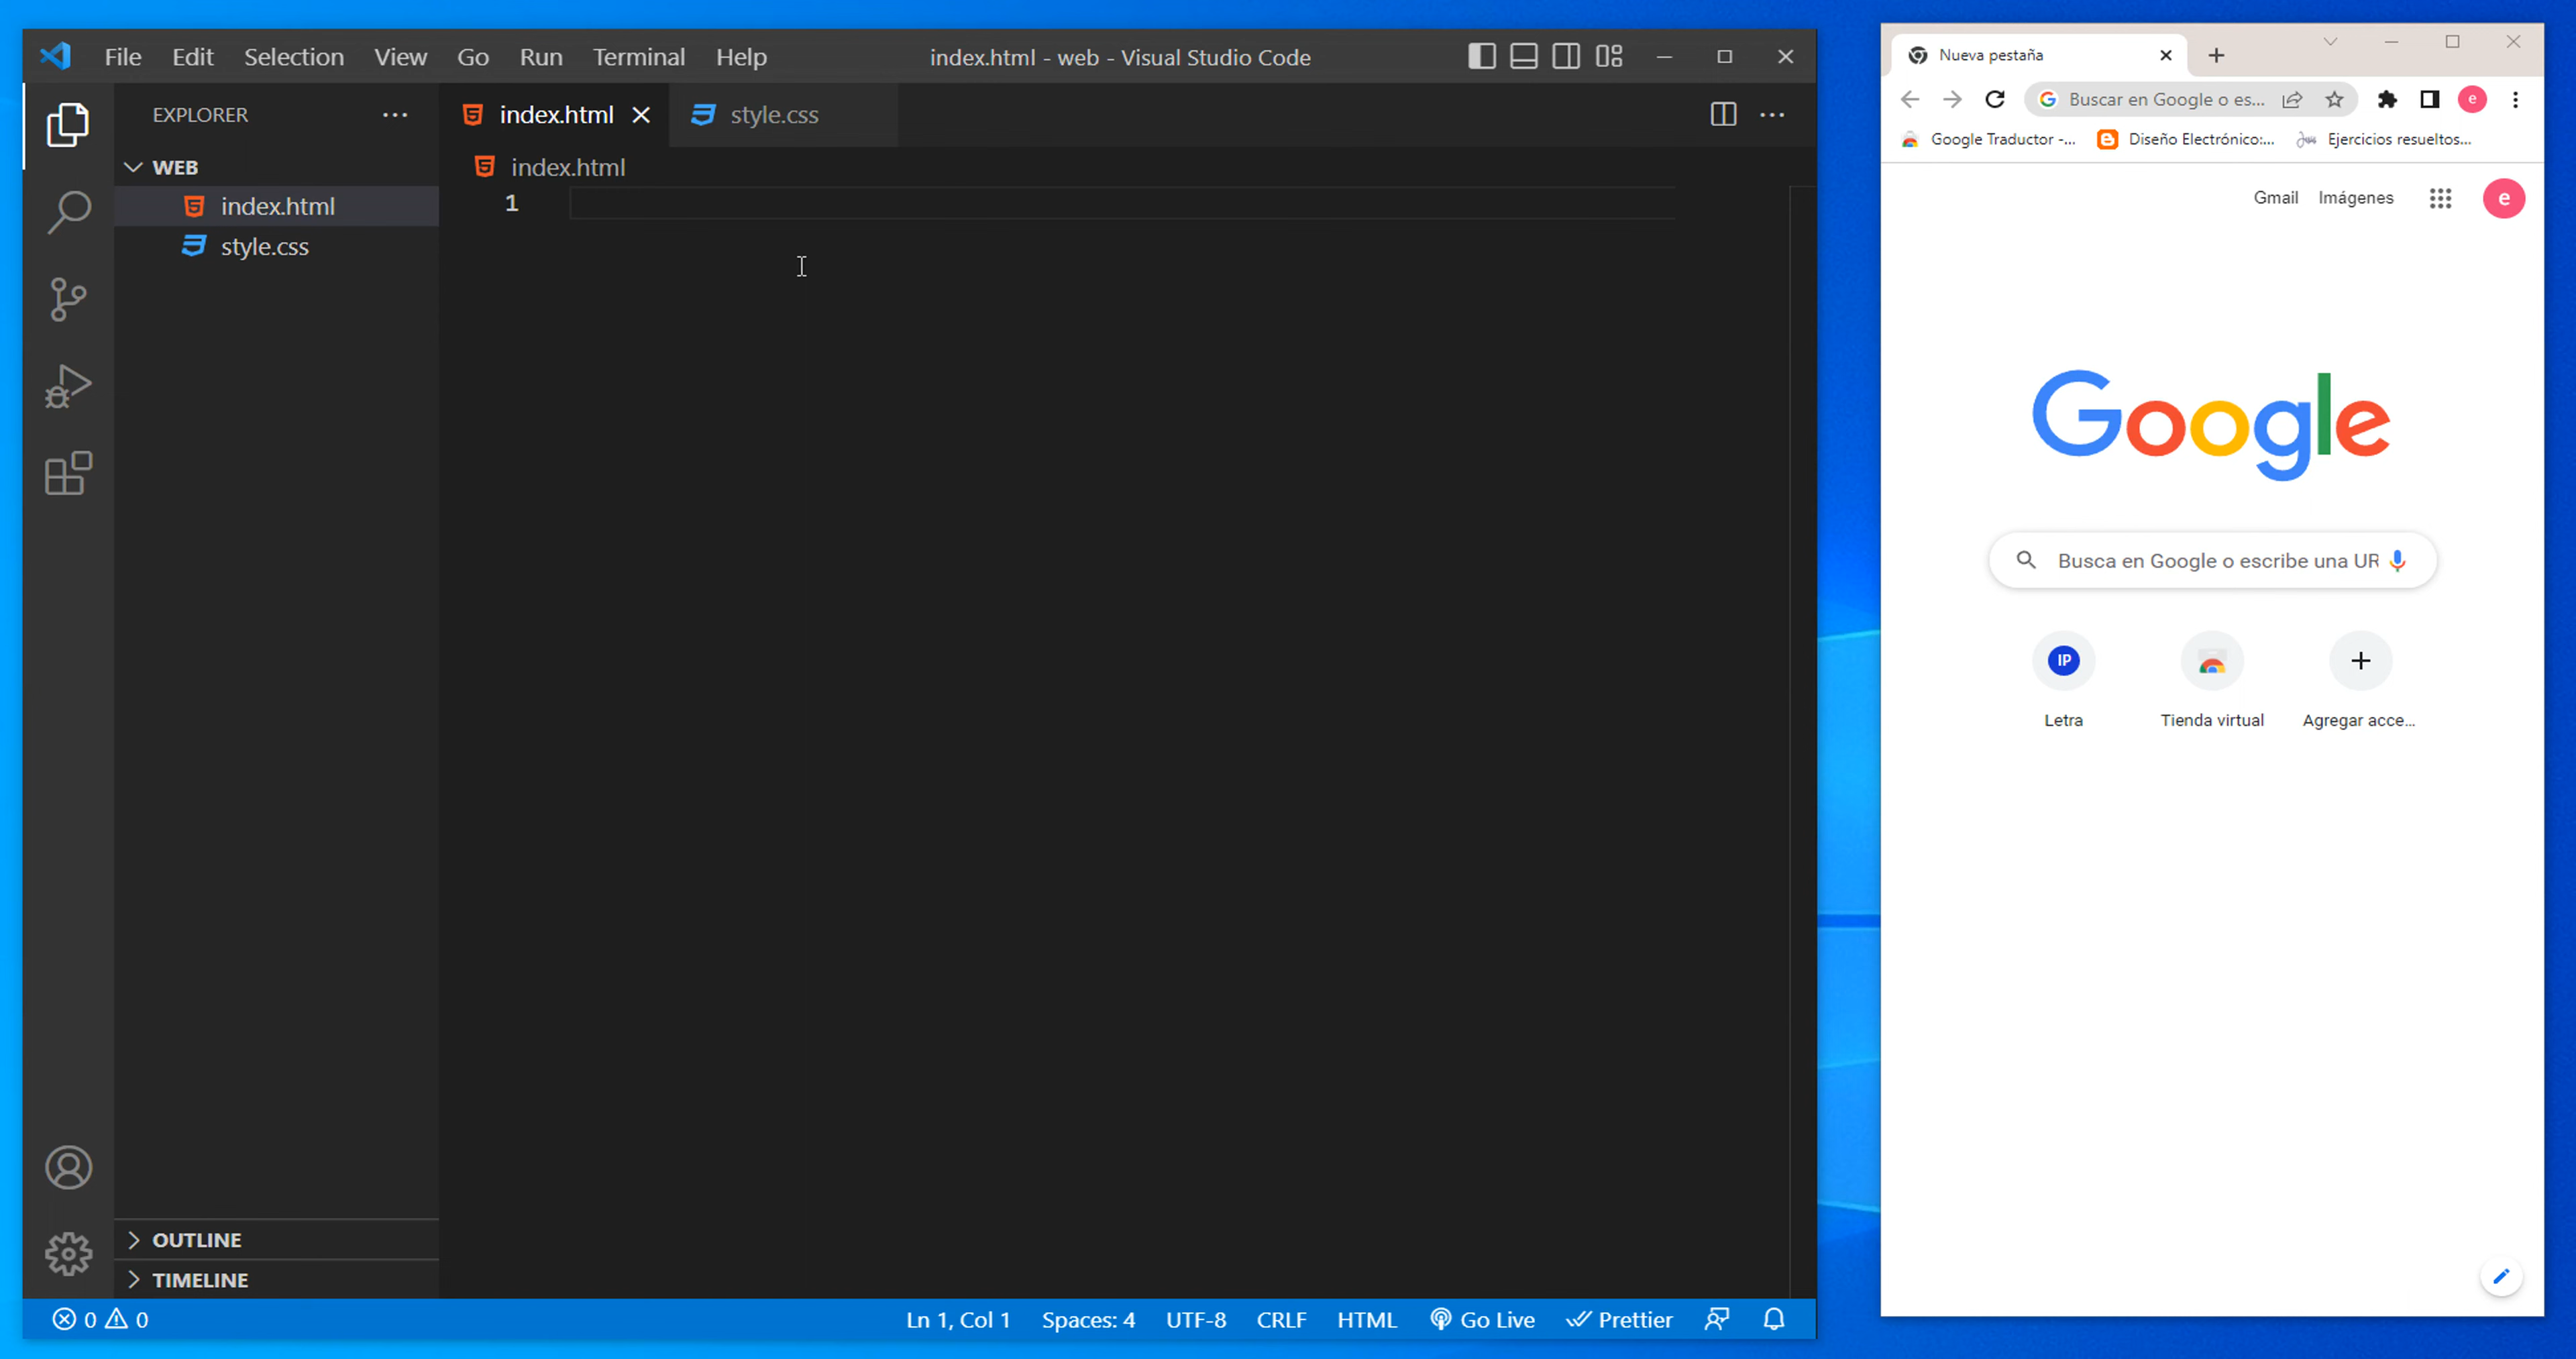 File Edit Selection View Go Run Terminal Help index.html - web - Visual Studio Code
EXPLORER
WEB
index.html
style.css
index.html style.css
index.html
1
OUTLINE
TIMELINE
0 0 Ln 1, Col 1 Spaces: 4 UTF-8 CRLF HTML Go Live Prettier
Nueva pestaña
Buscar en Google o es... e
Google Traductor -... Diseño Electrónico:... Ejercicios resueltos...
Gmail Imágenes e
Google
Busca en Google o escribe una UR
IP
Letra Tienda virtual Agregar acce...